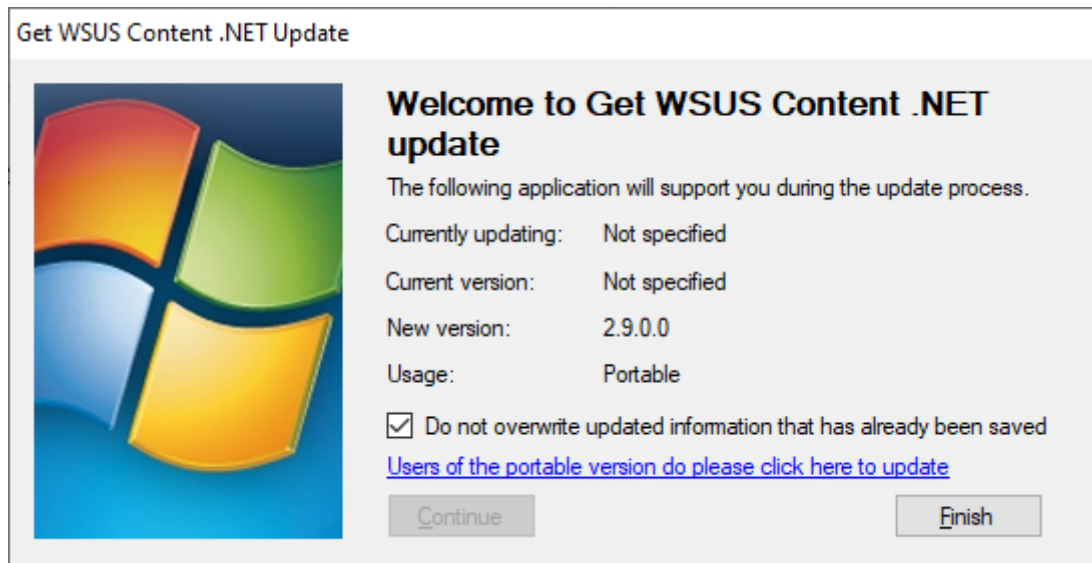 Get WSUS Content .NET Update
Welcome to Get WSUS Content .NET
update
The following application will support you during the update process.
Currently updating: Not specified
Current version: Not specified
New version: 2.9.0.0
Usage: Portable
Do not overwrite updated information that has already been saved
Users of the portable version do please click here to update
Continue Finish